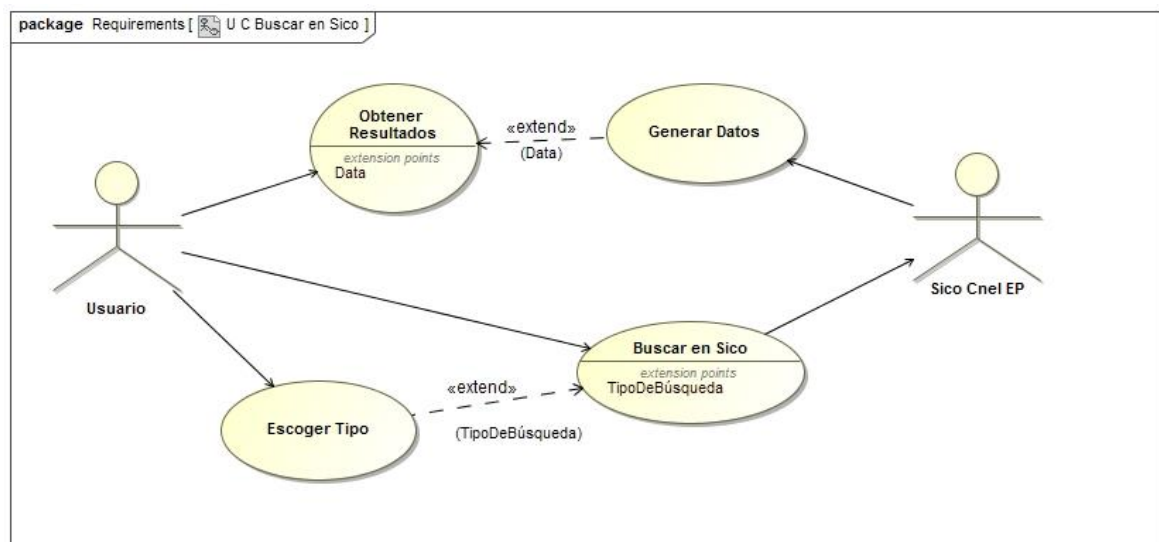 package Requirements [ U C Buscar en Sico ]
Obtener
Resultados
extension points
Data
«extend»
(Data)
Generar Datos
Usuario
Sico Cnel EP
Buscar en Sico
extension points
TipoDeBúsqueda
«extend»
(TipoDeBúsqueda)
Escoger Tipo